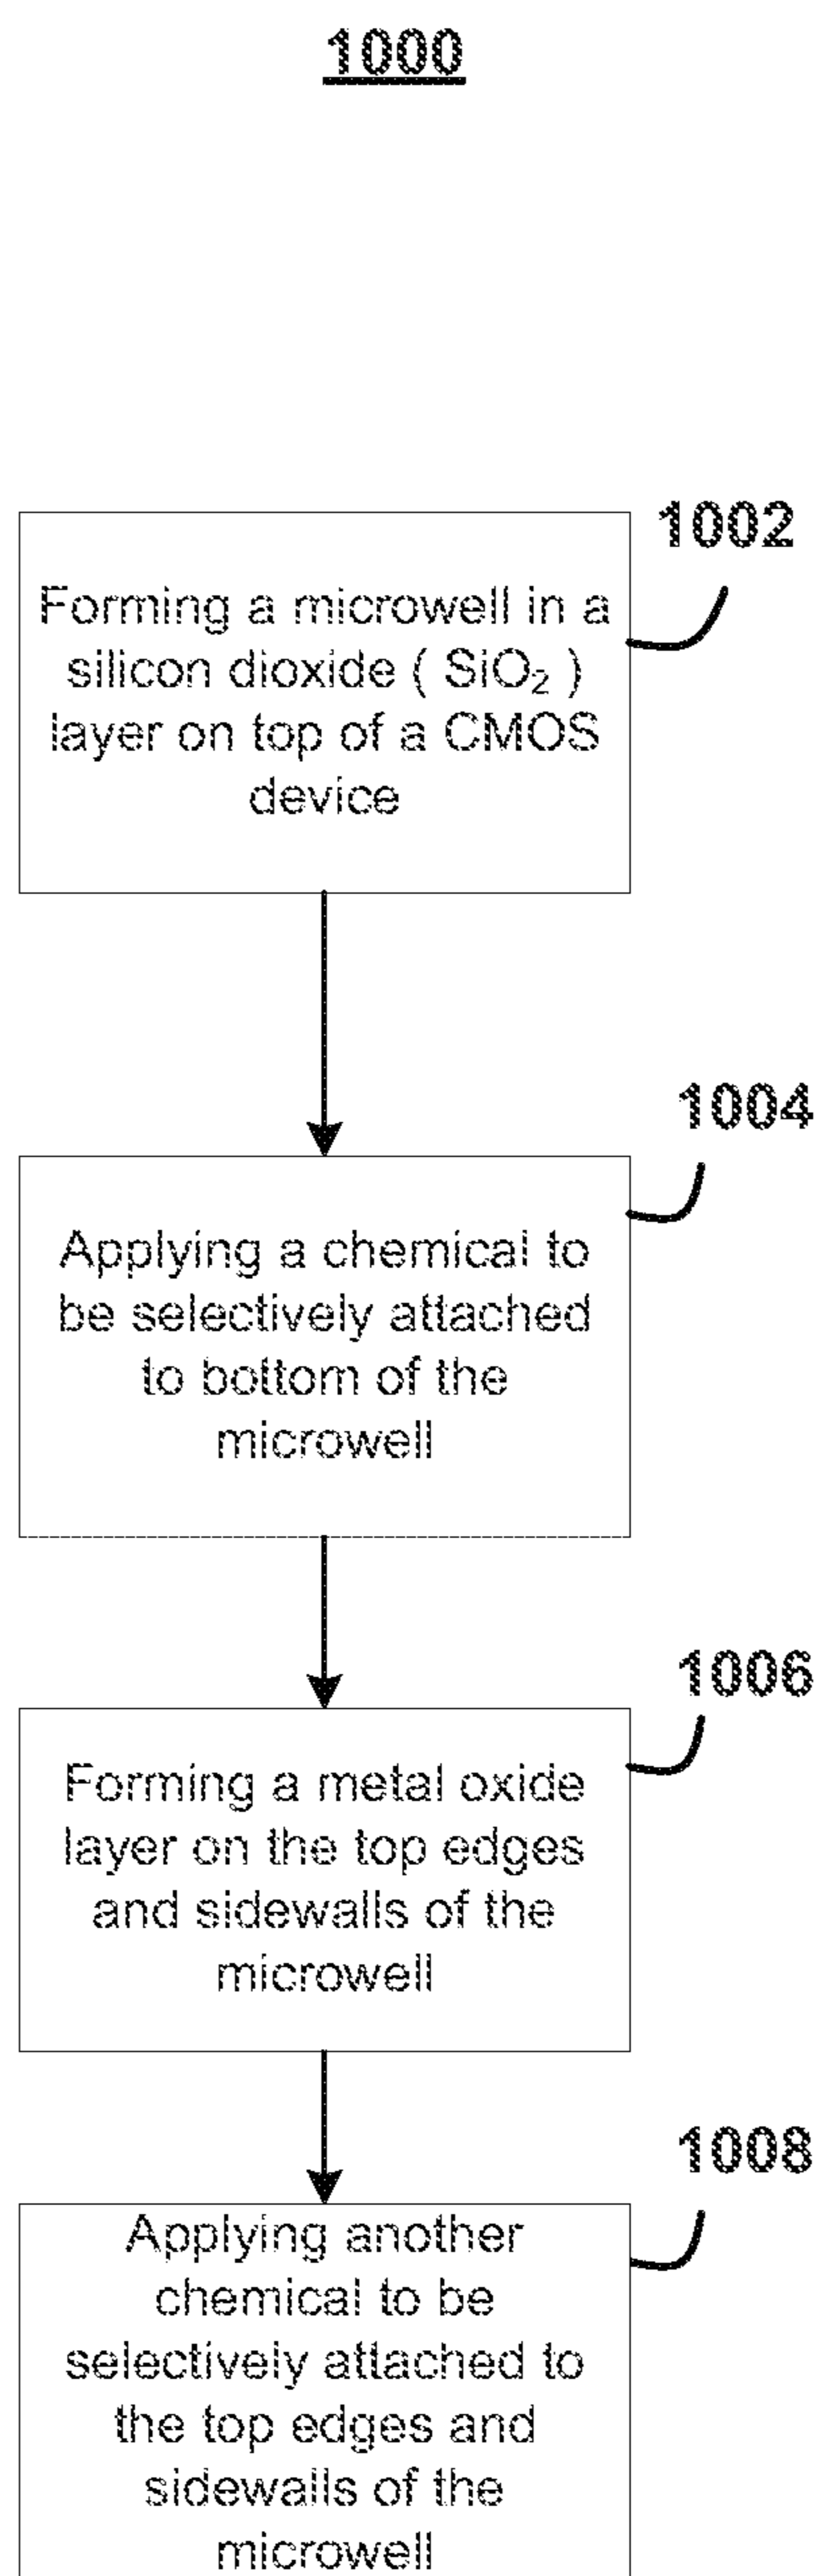 1000
1002
Forming a microwell in a
silicon dioxide ( SiO₂ )
layer on top of a CMOS
device
1004
Applying a chemical to
be selectively attached
to bottom of the
microwell
1006
Forming a metal oxide
layer on the top edges
and sidewalls of the
microwell
1008
Applying another
chemical to be
selectively attached to
the top edges and
sidewalls of the
microwell